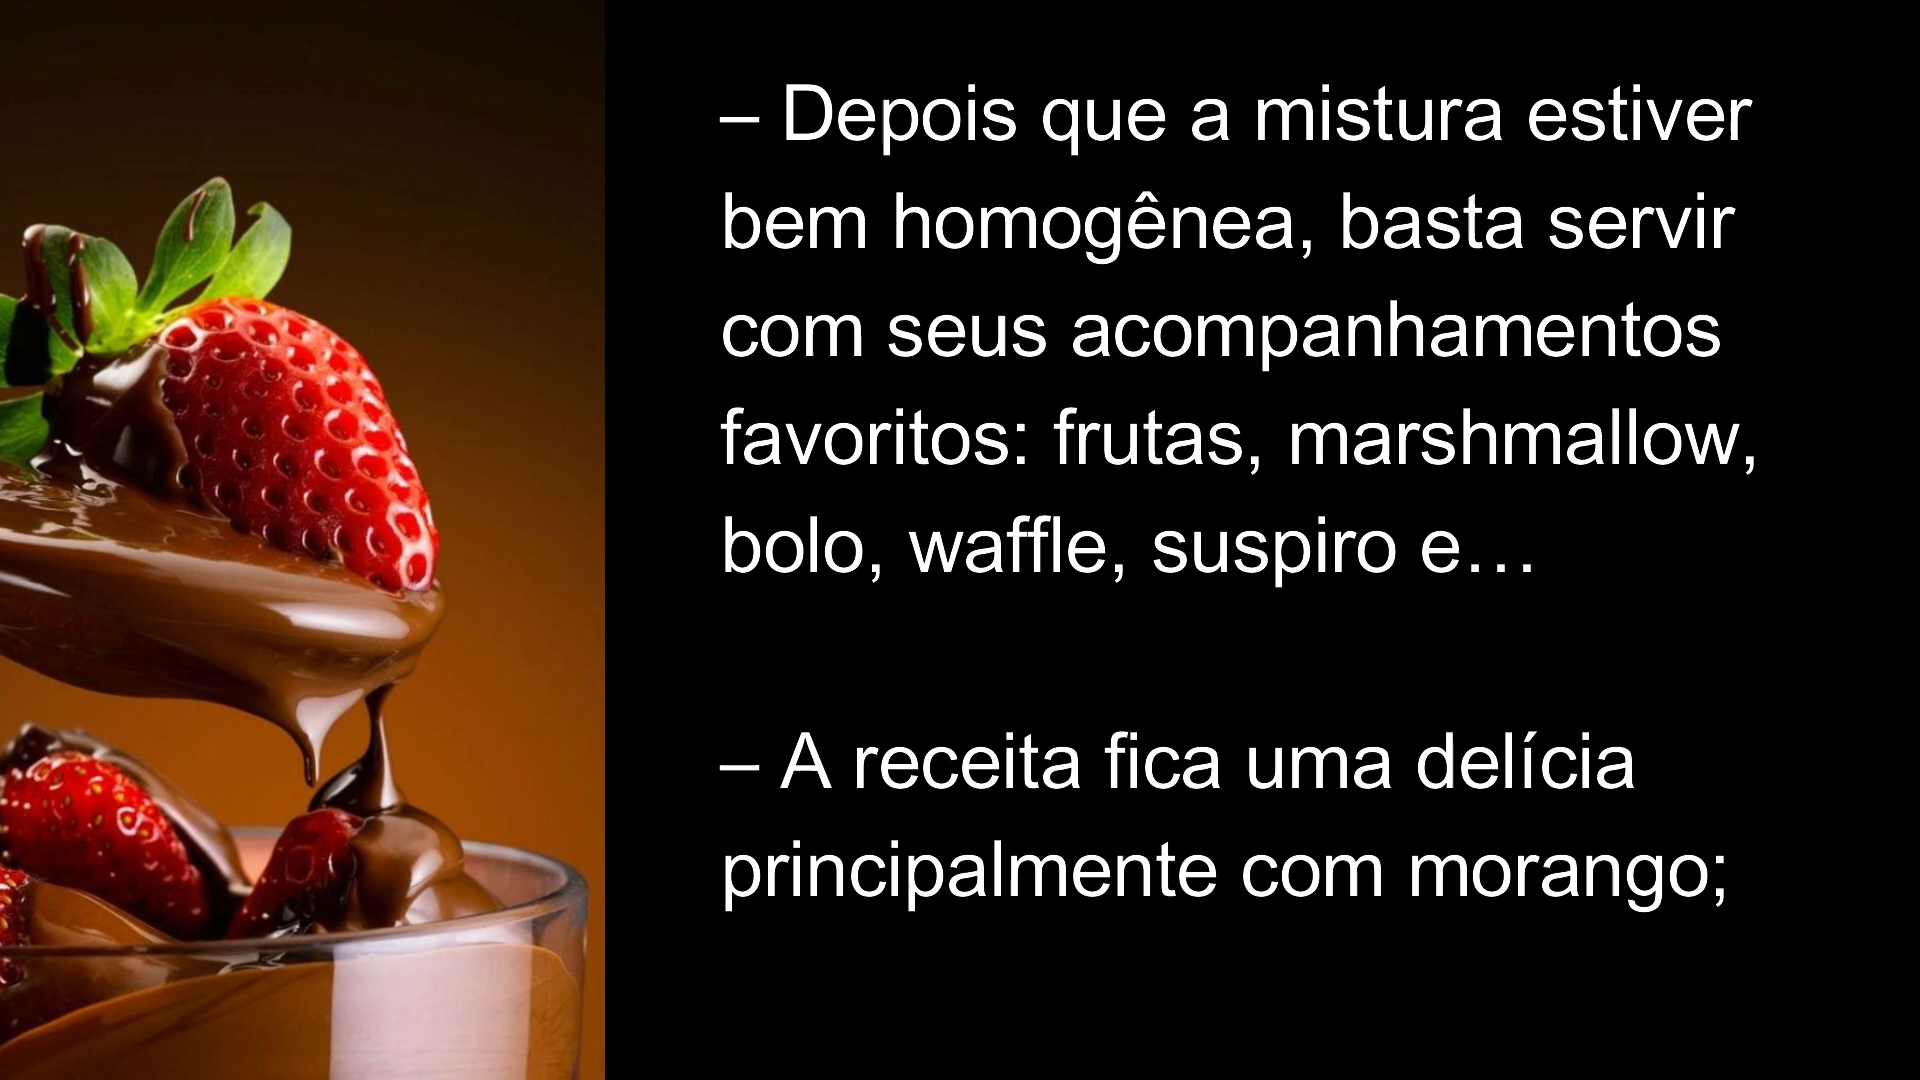 – Depois que a mistura estiver
bem homogênea, basta servir
com seus acompanhamentos
favoritos: frutas, marshmallow,
bolo, waffle, suspiro e…
– A receita fica uma delícia
principalmente com morango;